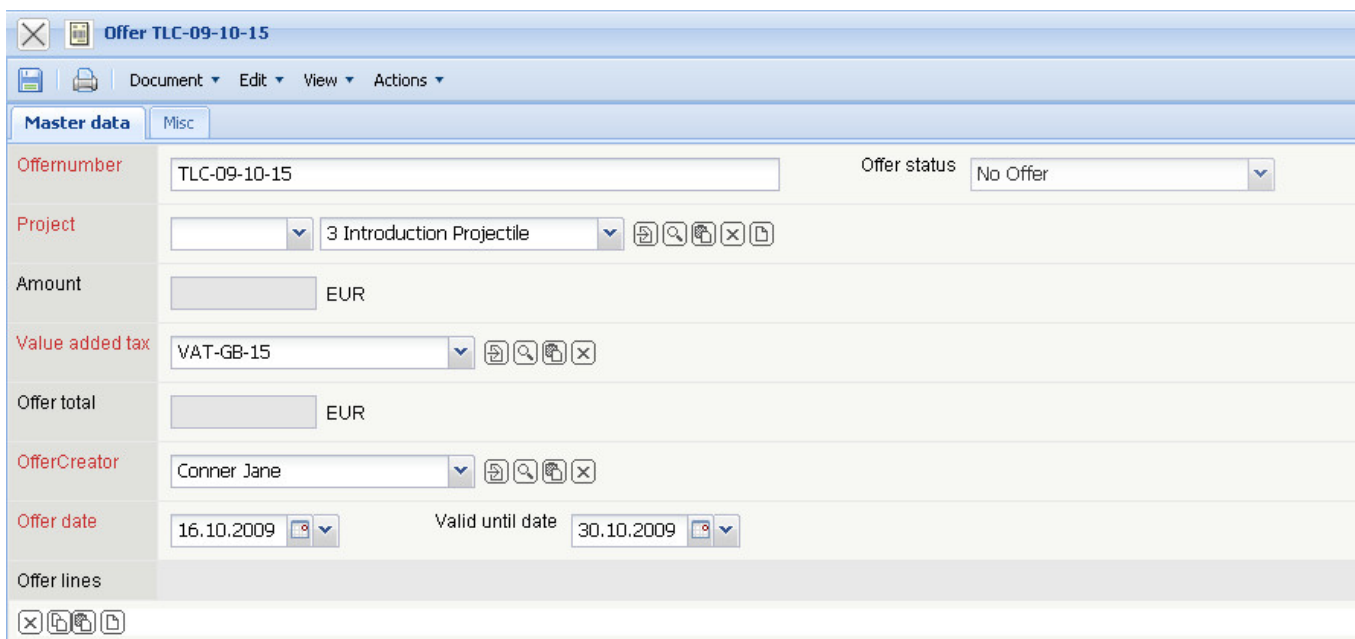 Offer TLC-09-10-15
Document Edit View Actions
Master data Misc
Offernumber TLC-09-10-15 Offer status No Offer
Project 3 Introduction Projectile
Amount EUR
Value added tax VAT-GB-15
Offer total EUR
OfferCreator Conner Jane
Offer date 16.10.2009 Valid until date 30.10.2009
Offer lines